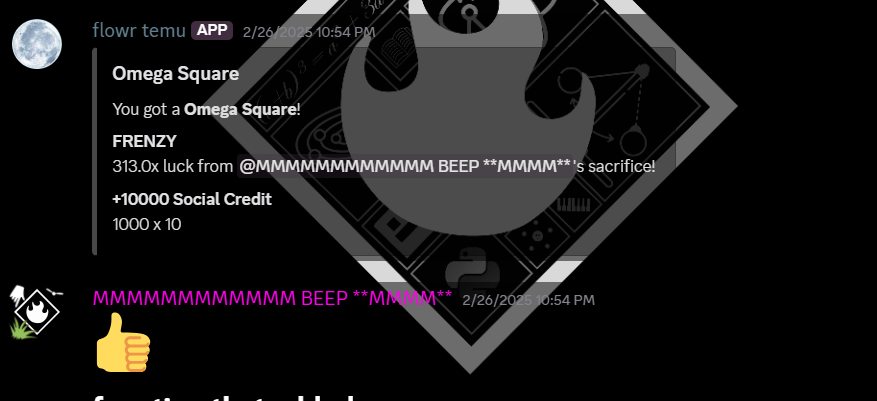 flowr temu APP 2/26/2025 10:54 PM
Omega Square
You got a Omega Square!
FRENZY
313.0x luck from @MMMMMMMMMMMM BEEP **MMMM** 's sacrifice!
+10000 Social Credit
1000 x 10
MMMMMMMMMMMM BEEP **MMMM** 2/26/2025 10:54 PM